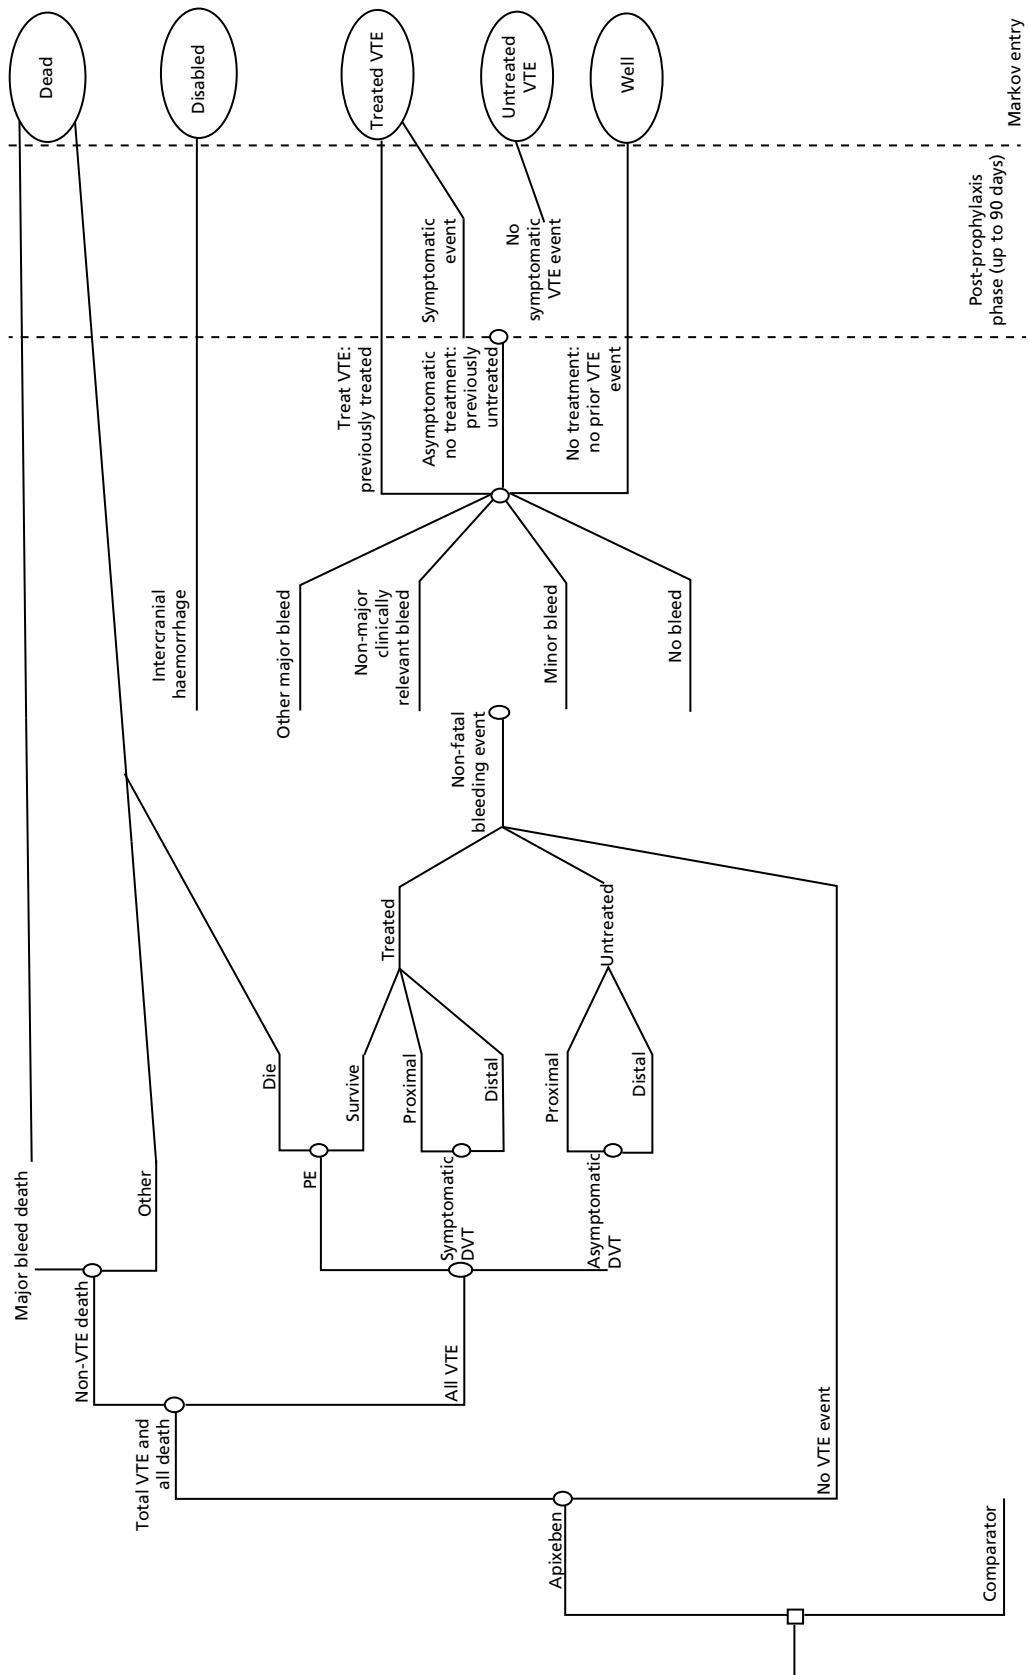 Apixeben
Comparator
Total VTE and
all death
No VTE event
Non-VTE death
All VTE
Major bleed death
Other
PE
Symptomatic
DVT
Asymptomatic
DVT
Die
Survive
Proximal
Distal
Proximal
Distal
Treated
Untreated
Non-fatal
bleeding event
Intercranial
haemorrhage
Other major bleed
Non-major
clinically
relevant bleed
Minor bleed
No bleed
Treat VTE:
previously treated
Asymptomatic
no treatment:
previously
untreated
No treatment:
no prior VTE
event
Symptomatic
event
No
symptomatic
VTE event
Post-prophylaxis
phase (up to 90 days)
Dead
Disabled
Treated VTE
Untreated
VTE
Well
Markov entry